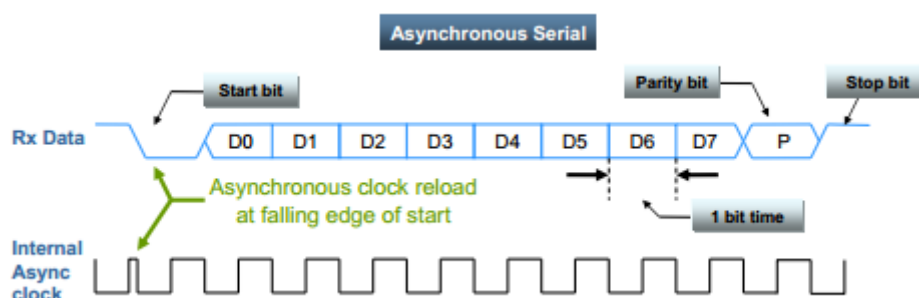 Asynchronous Serial
Start bit
Parity bit
Stop bit
Rx Data
D0 D1 D2 D3 D4 D5 D6 D7 P
Asynchronous clock reload
at falling edge of start
1 bit time
Internal
Async
clock